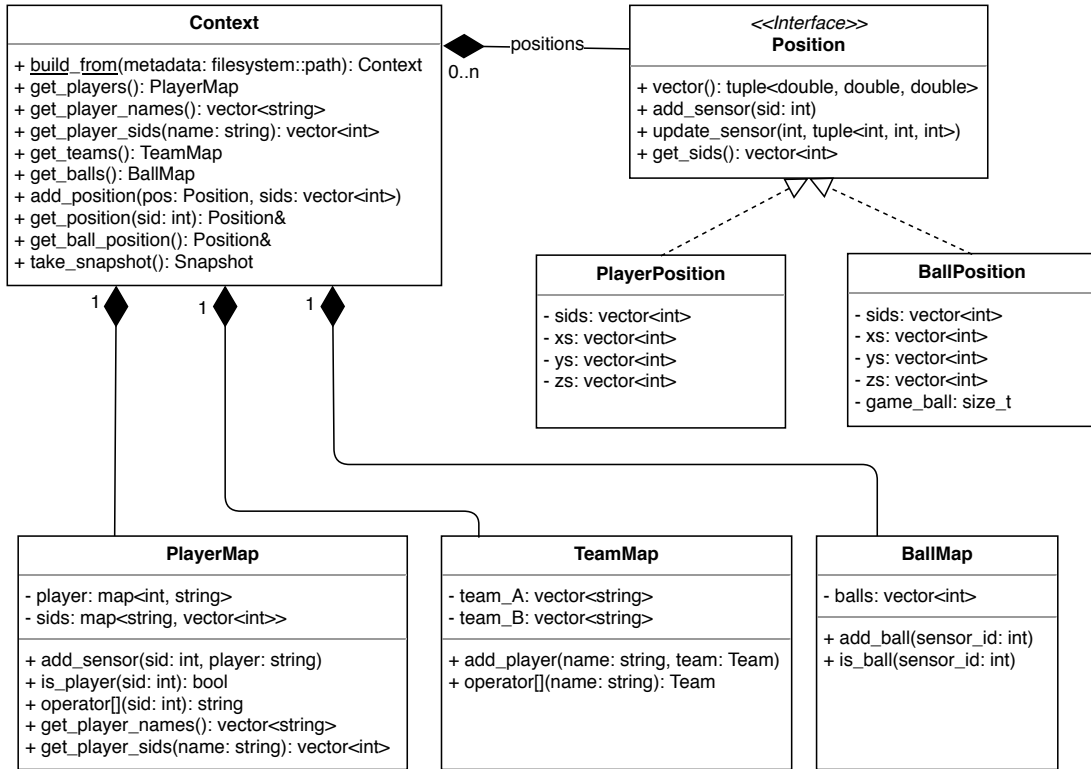 Context
+ build_from(metadata: filesystem::path): Context
+ get_players(): PlayerMap
+ get_player_names(): vector<string>
+ get_player_sids(name: string): vector<int>
+ get_teams(): TeamMap
+ get_balls(): BallMap
+ add_position(pos: Position, sids: vector<int>)
+ get_position(sid: int): Position&
+ get_ball_position(): Position&
+ take_snapshot(): Snapshot
positions
0..n
<<Interface>>
Position
+ vector(): tuple<double, double, double>
+ add_sensor(sid: int)
+ update_sensor(int, tuple<int, int, int>)
+ get_sids(): vector<int>
PlayerPosition
- sids: vector<int>
- xs: vector<int>
- ys: vector<int>
- zs: vector<int>
BallPosition
- sids: vector<int>
- xs: vector<int>
- ys: vector<int>
- zs: vector<int>
- game_ball: size_t
1
1
1
PlayerMap
- player: map<int, string>
- sids: map<string, vector<int>>
+ add_sensor(sid: int, player: string)
+ is_player(sid: int): bool
+ operator[](sid: int): string
+ get_player_names(): vector<string>
+ get_player_sids(name: string): vector<int>
TeamMap
- team_A: vector<string>
- team_B: vector<string>
+ add_player(name: string, team: Team)
+ operator[](name: string): Team
BallMap
- balls: vector<int>
+ add_ball(sensor_id: int)
+ is_ball(sensor_id: int)